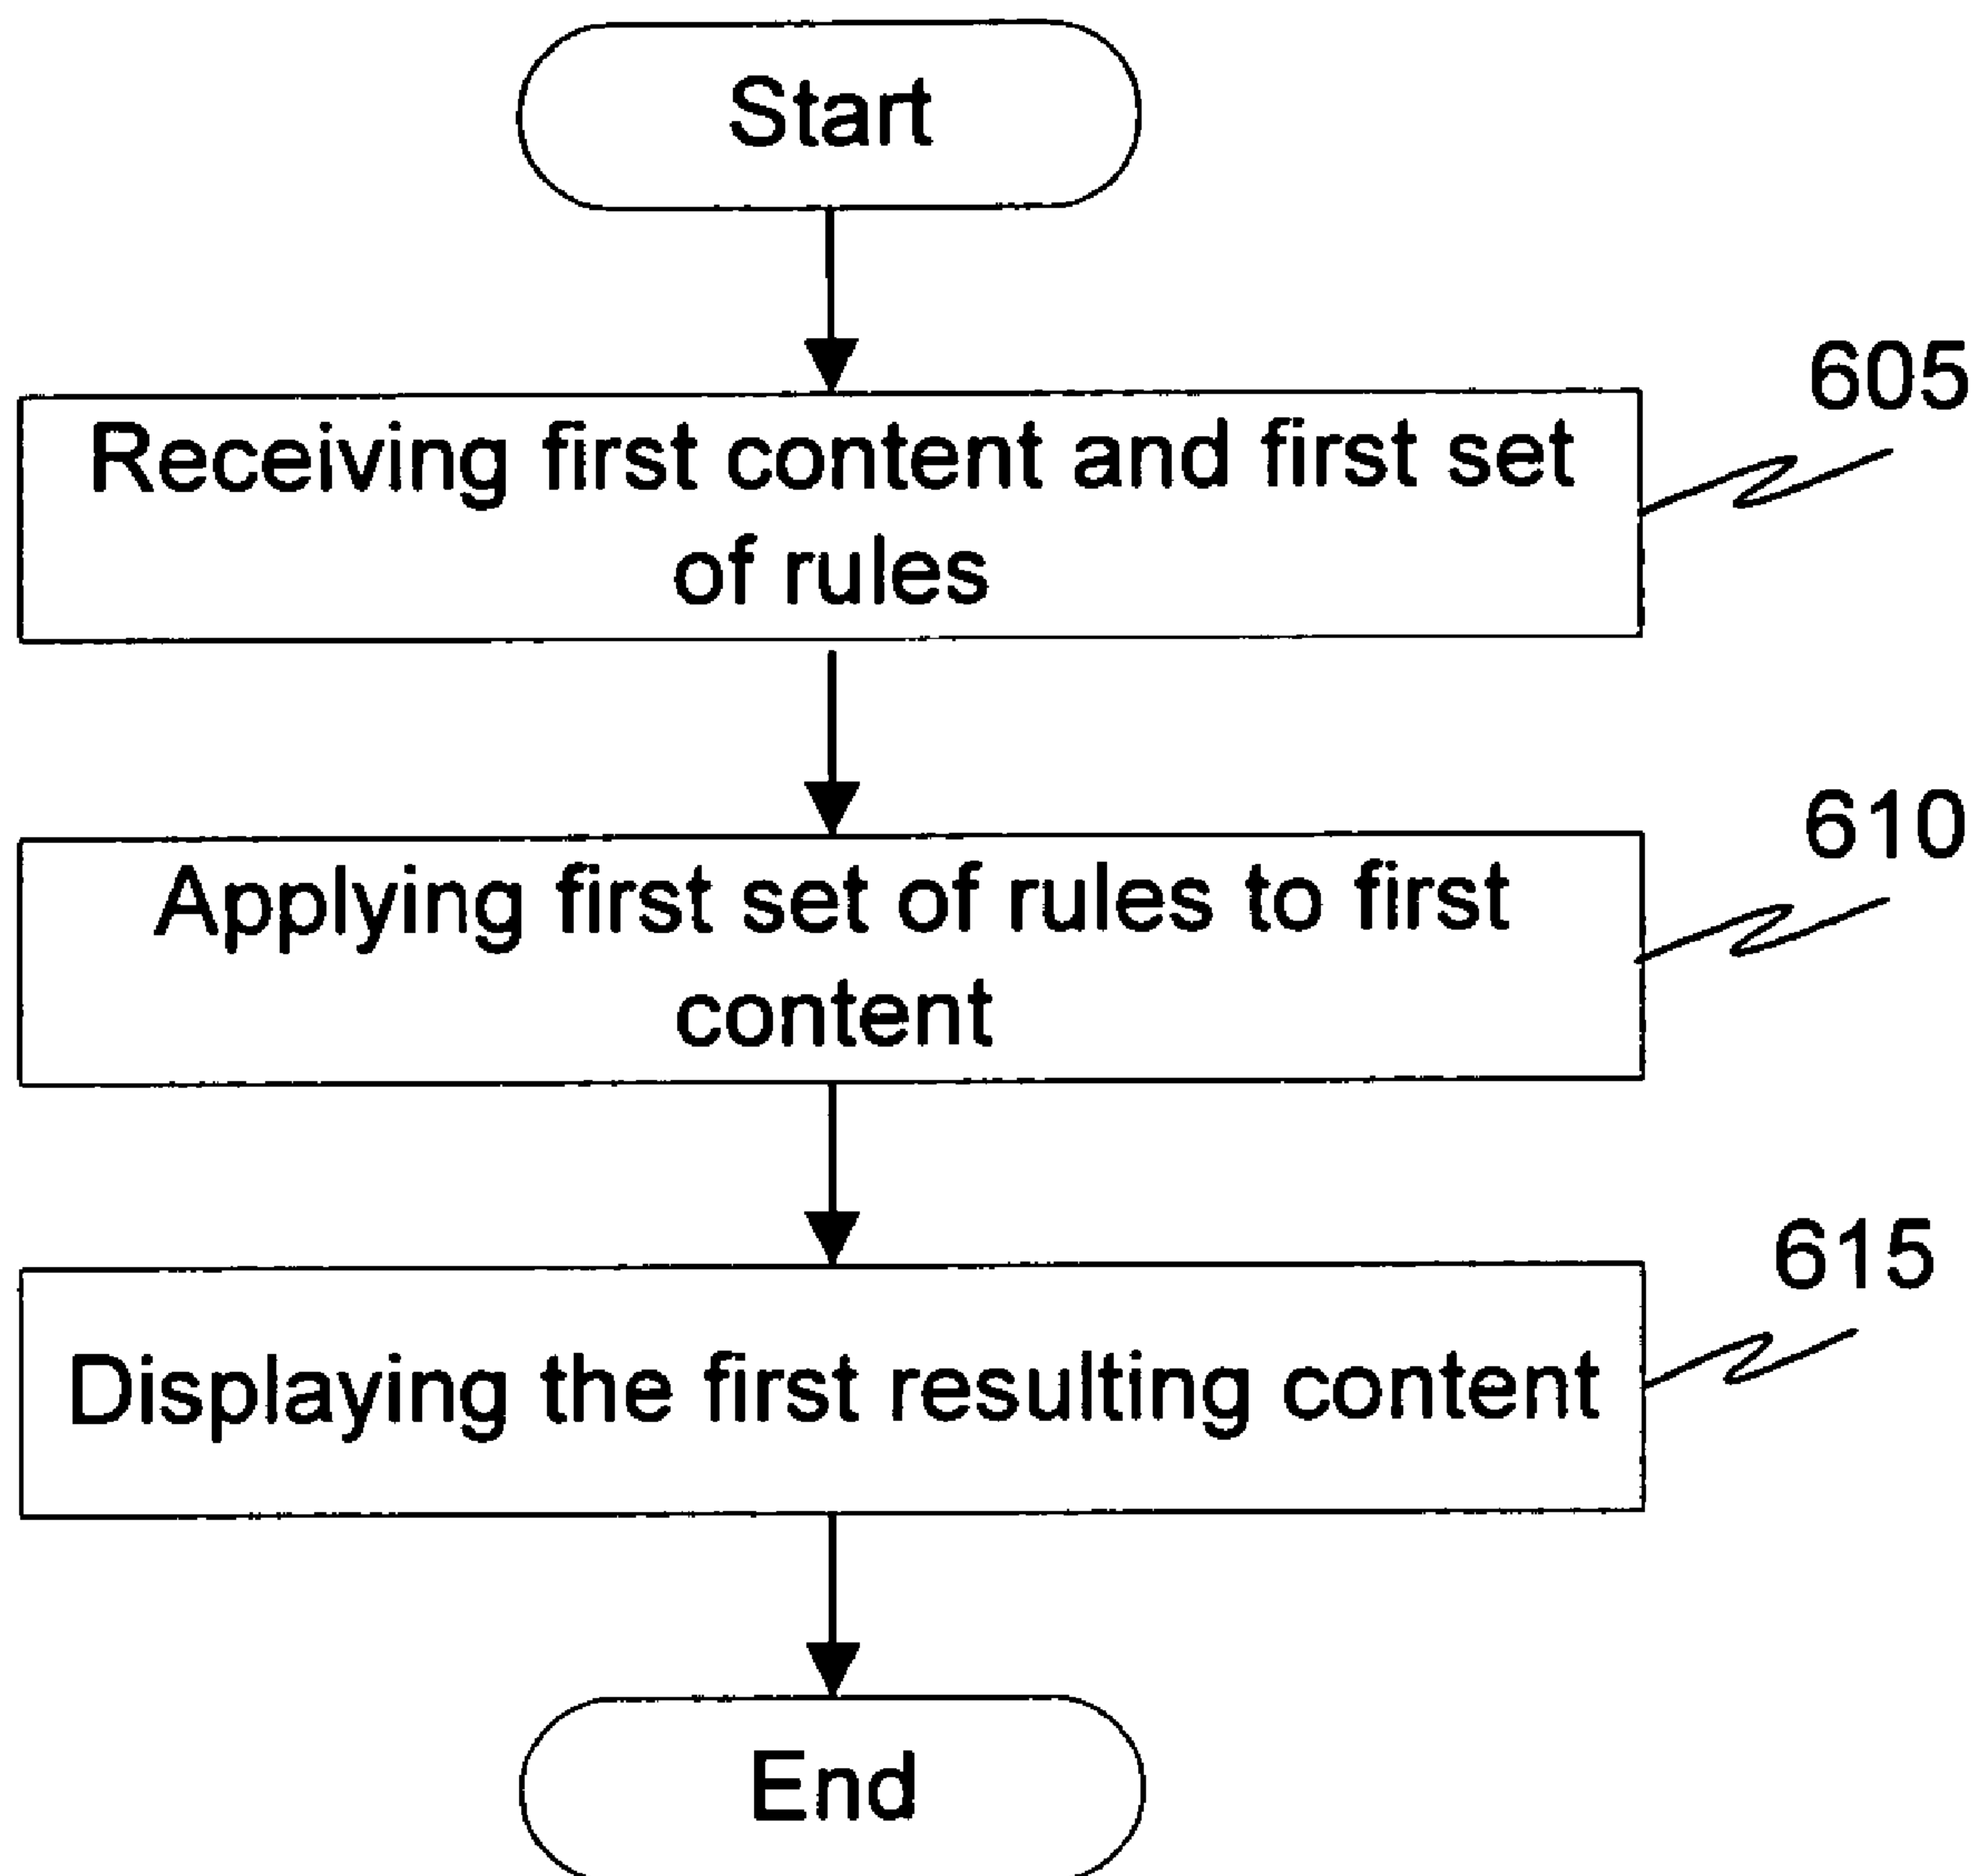 Start
605
Receiving first content and first set
of rules
610
Applying first set of rules to first
content
615
Displaying the first resulting content
End